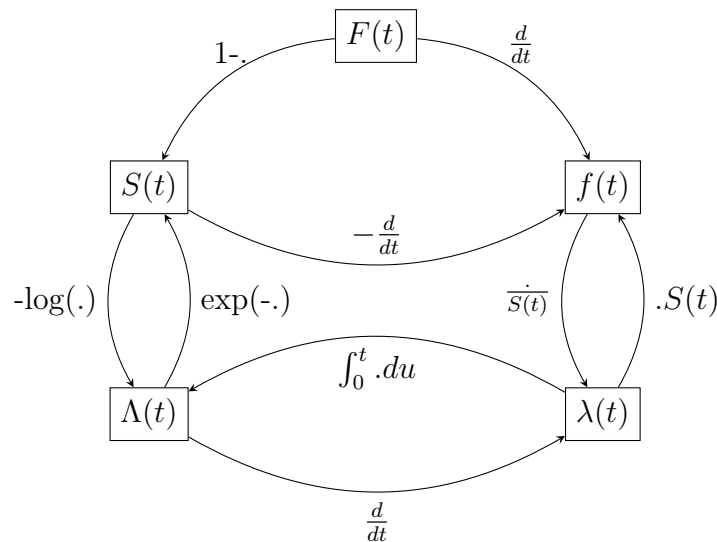 F(t)
1-.
d/dt
S(t)
f(t)
-d/dt
-log(.)
exp(-.)
./S(t)
.S(t)
∫₀ᵗ .du
Λ(t)
λ(t)
d/dt